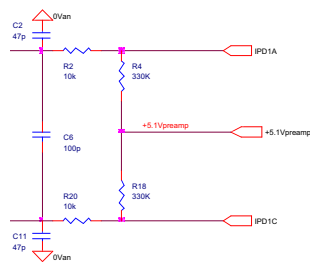 0Van
C2
47p
IPD1A
R2
10k
R4
330K
+5.1Vpreamp
+5.1Vpreamp
C6
100p
R18
330K
R20
10k
IPD1C
C11
47p
0Van